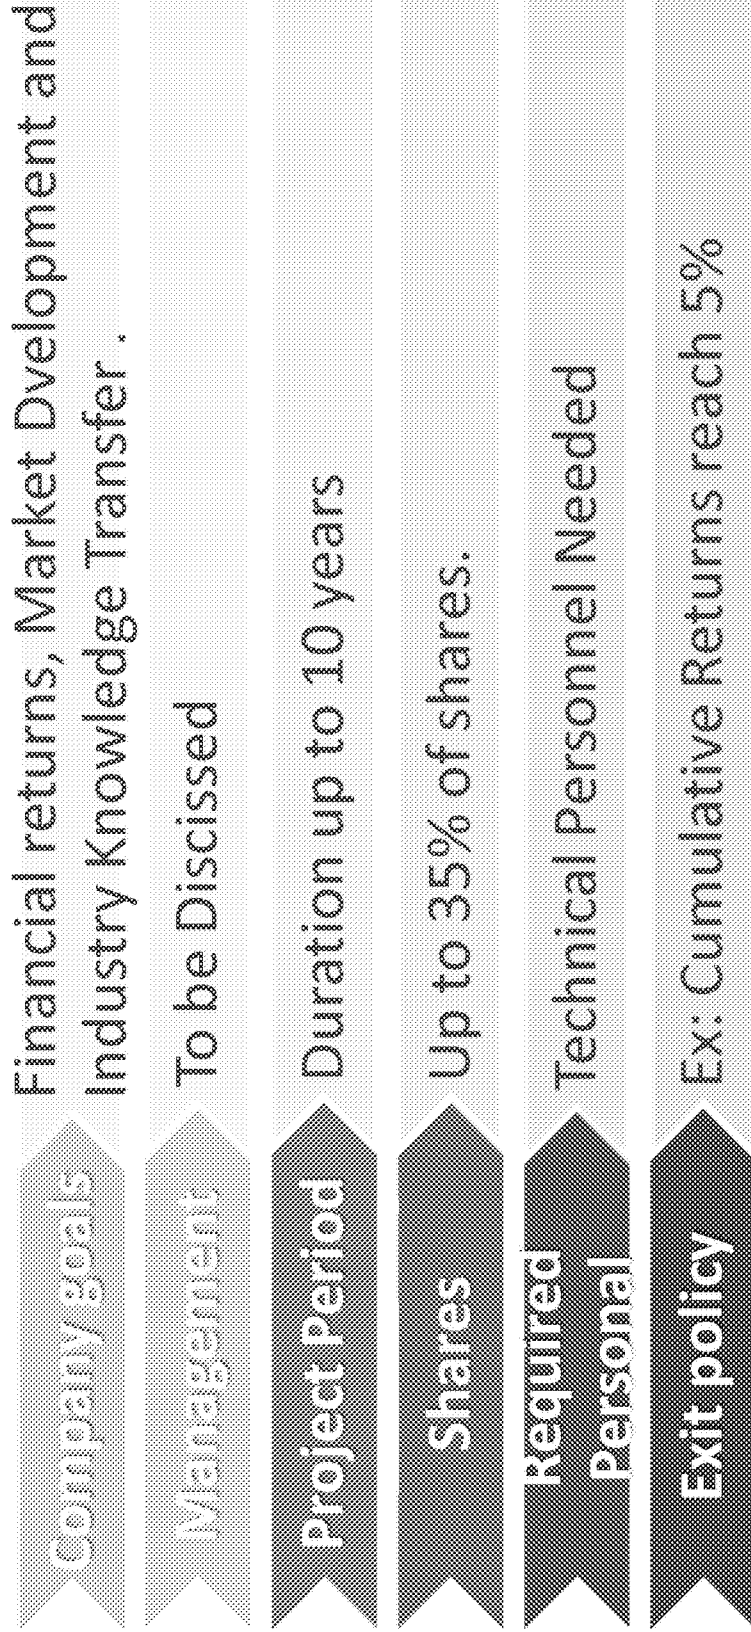 Company goals
Financial returns, Market Dvelopment and
Industry Knowledge Transfer .
Management
To be Discissed
Project Period
Duration up to 10 years
Shares
Up to 35% of shares.
Required
Personal
Technical Personnel Needed
Exit policy
Ex: Cumulative Returns reach 5%